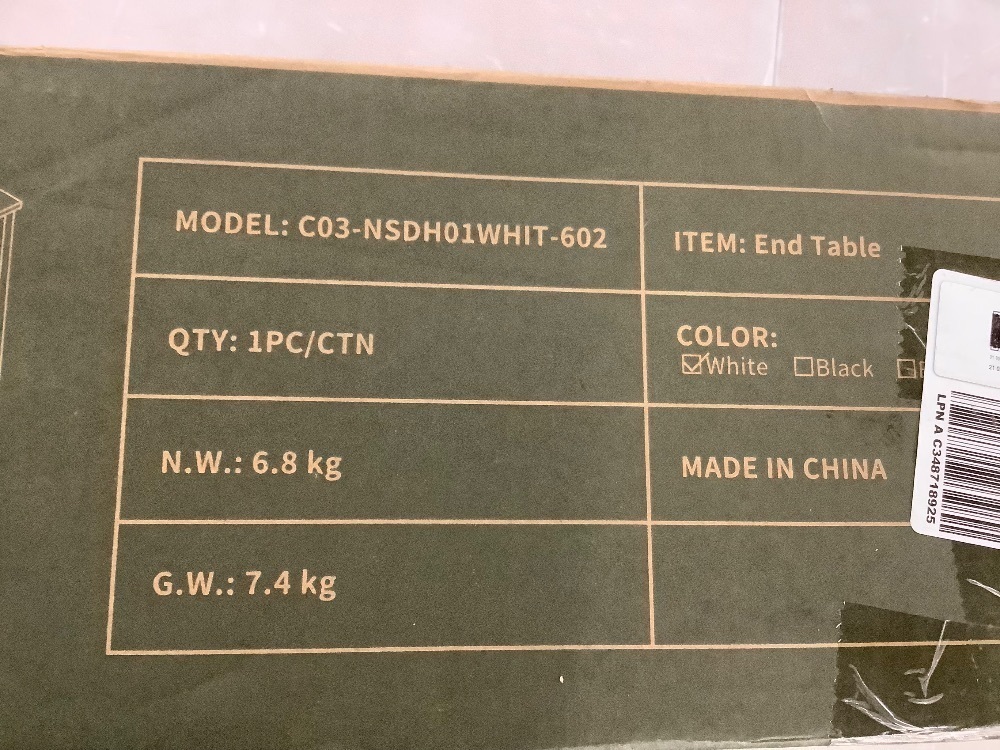 MODEL: C03-NSDH01WHIT-602
ITEM: End Table
QTY: 1PC/CTN
COLOR:
☑White ☐Black
N.W.: 6.8 kg
MADE IN CHINA
G.W.: 7.4 kg
LPN A C348718925